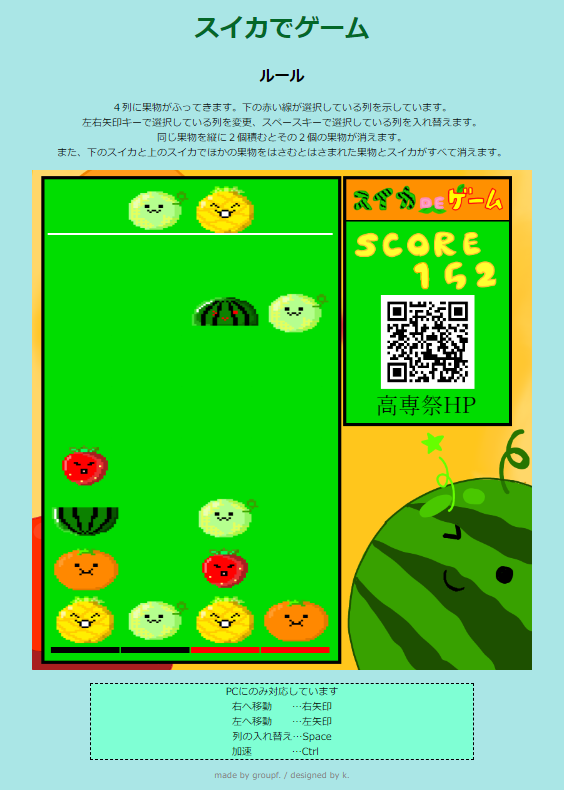 スイカでゲーム
ルール
４列に果物がふってきます。下の赤い線が選択している列を示しています。
左右矢印キーで選択している列を変更、スペースキーで選択している列を入れ替えます。
同じ果物を縦に２個積むとその２個の果物が消えます。
また、下のスイカと上のスイカでほかの果物をはさむとはさまれた果物とスイカがすべて消えます。
スイカDEゲーム
SCORE
152
高専祭HP
PCにのみ対応しています
右へ移動　　…右矢印
左へ移動　　…左矢印
列の入れ替え…Space
加速　　　　…Ctrl
made by groupf. / designed by k.